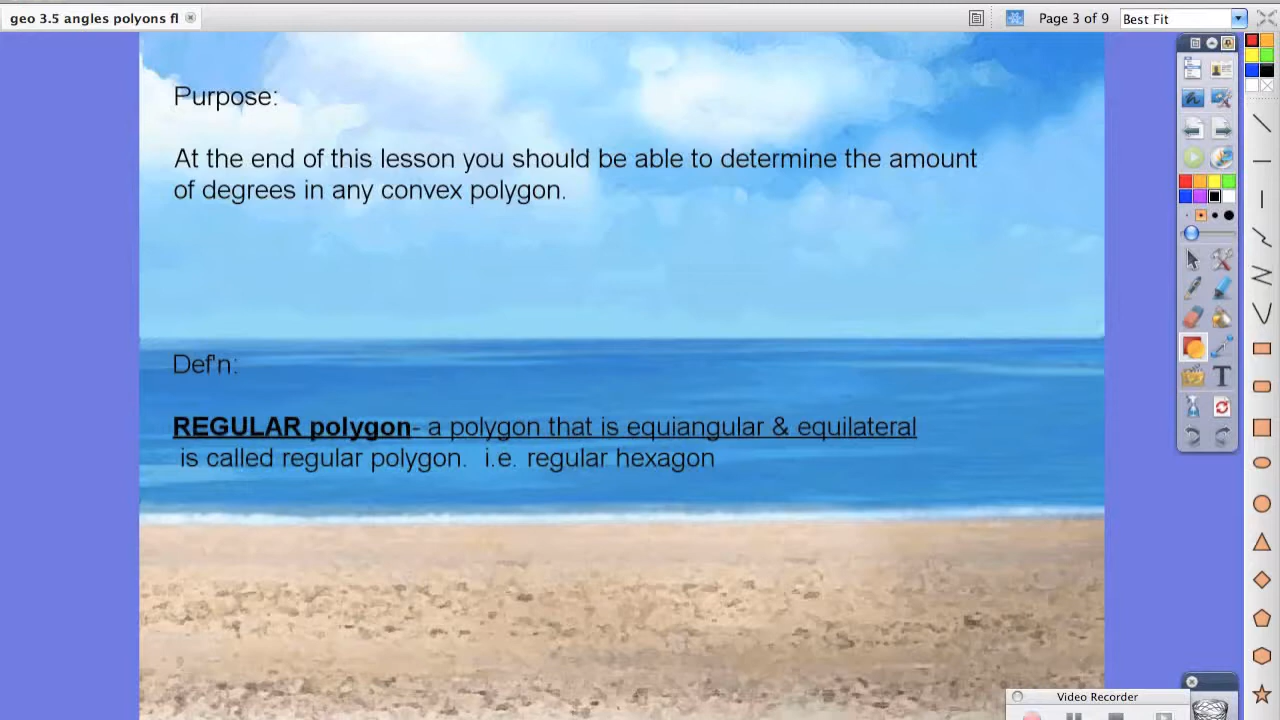 geo 3.5 angles polyons fl
Page 3 of 9
Best Fit
Purpose:
At the end of this lesson you should be able to determine the amount
of degrees in any convex polygon.
Def'n:
REGULAR polygon- a polygon that is equiangular & equilateral
is called regular polygon. i.e. regular hexagon
Video Recorder